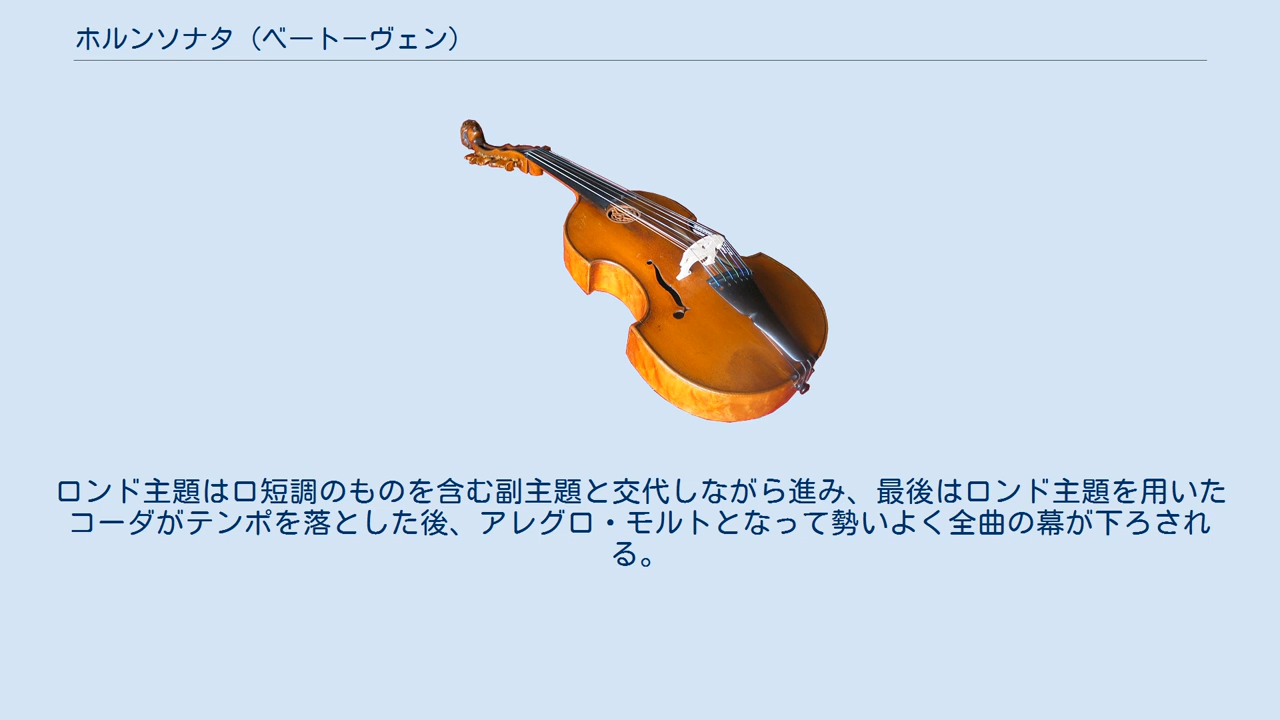 ホルンソナタ（ベートーヴェン）
ロンド主題はロ短調のものを含む副主題と交代しながら進み、最後はロンド主題を用いた
コーダがテンポを落とした後、アレグロ・モルトとなって勢いよく全曲の幕が下ろされ
る。